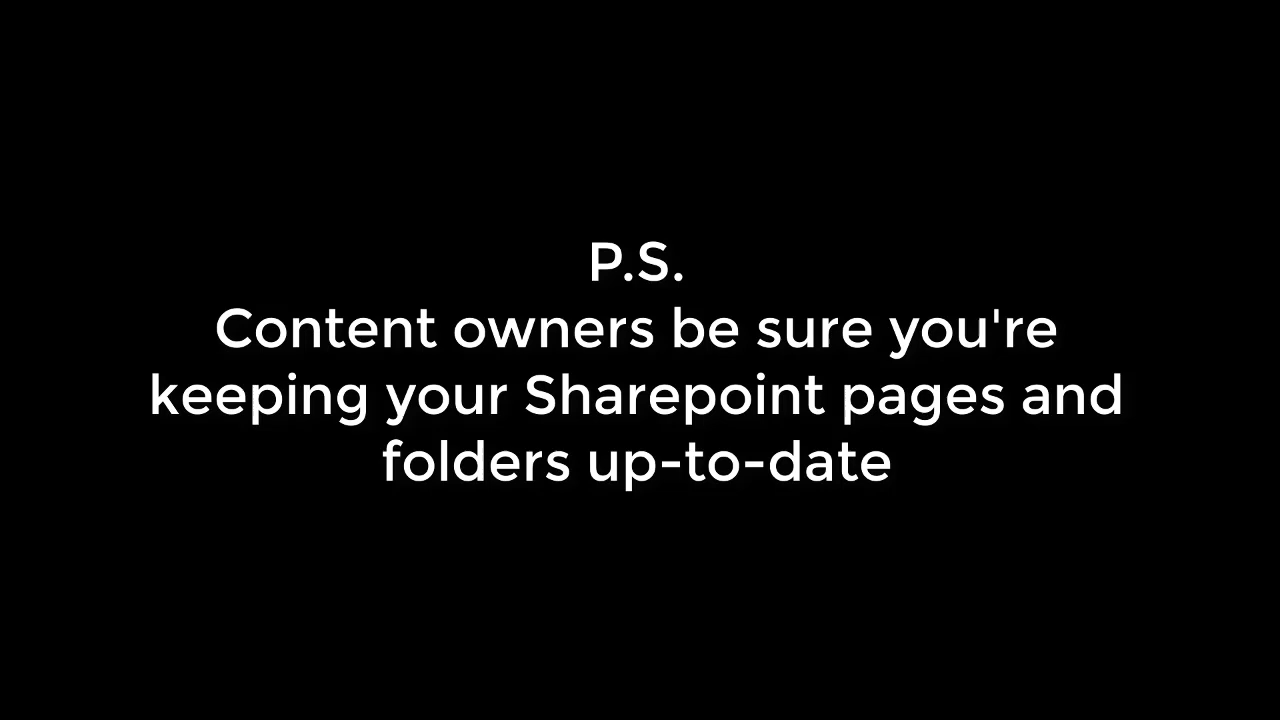 P.S.
Content owners be sure you're
keeping your Sharepoint pages and
folders up-to-date